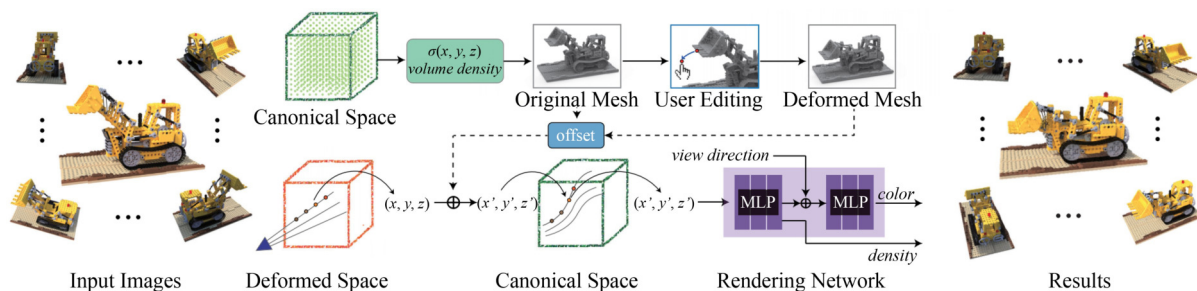 σ(x, y, z)
volume density
Canonical Space
Original Mesh
User Editing
Deformed Mesh
offset
view direction
(x, y, z)
(x', y', z')
(x', y', z')
MLP
MLP
color
density
Input Images
Deformed Space
Canonical Space
Rendering Network
Results